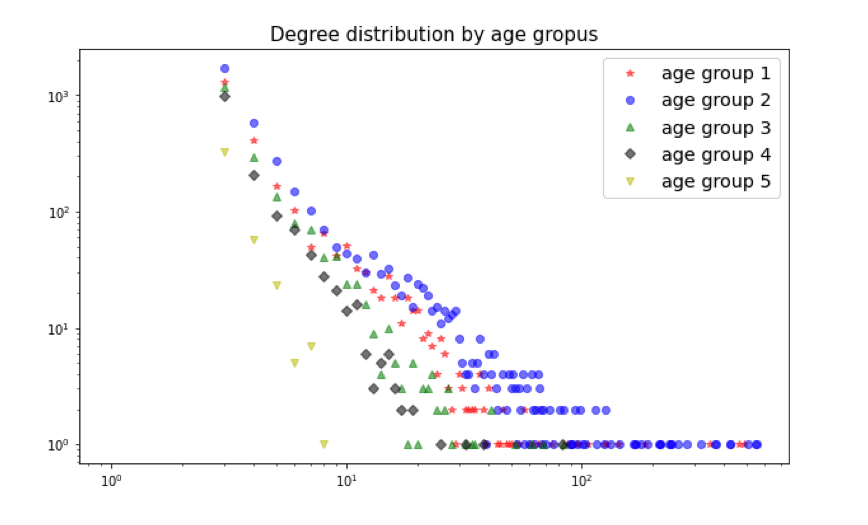 Degree distribution by age gropus
age group 1
age group 2
age group 3
age group 4
age group 5
10³
10²
10¹
10⁰
10⁰ 10¹ 10²